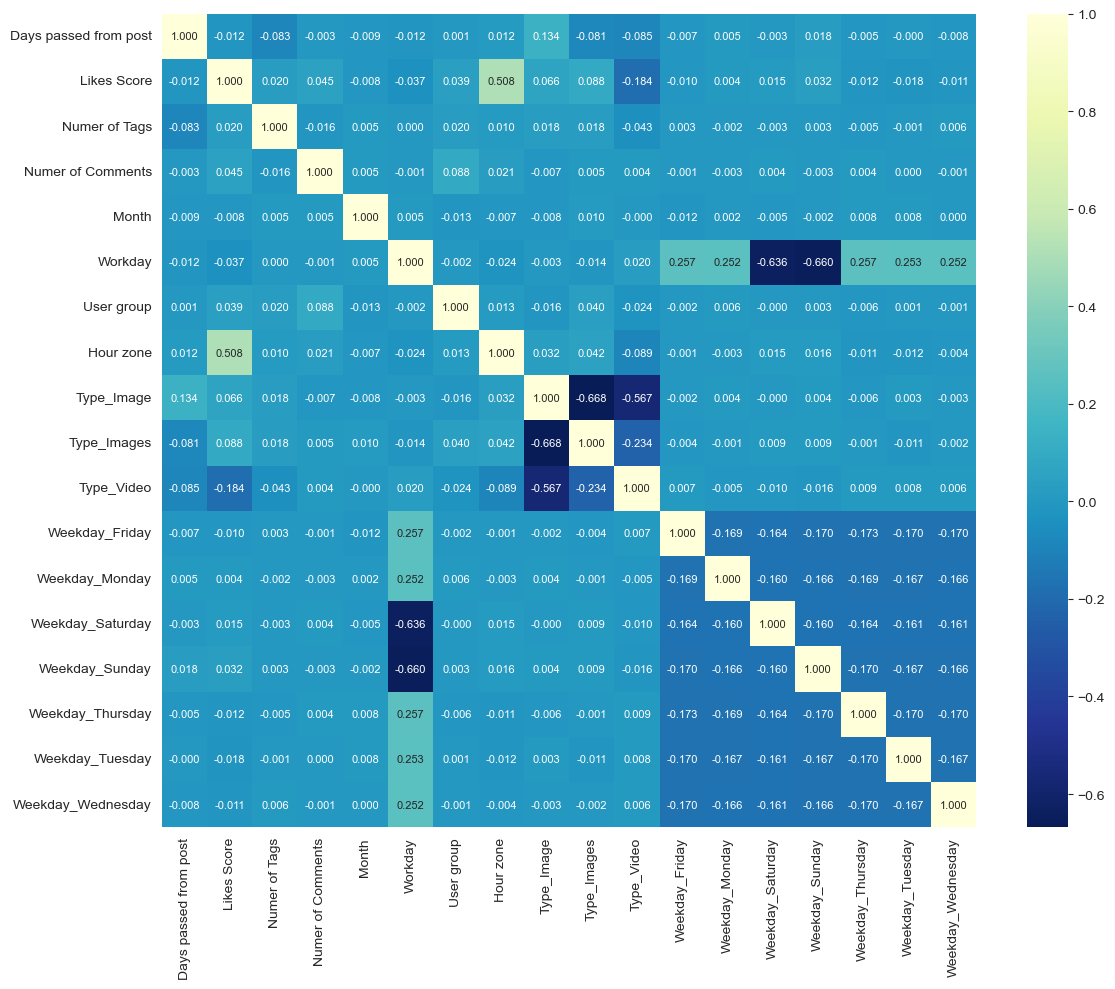 Days passed from post 1.000 -0.012 -0.083 -0.003 -0.009 -0.012 0.001 0.012 0.134 -0.081 -0.085 -0.007 0.005 -0.003 0.018 -0.005 -0.000 -0.008
Likes Score -0.012 1.000 0.020 0.045 -0.008 -0.037 0.039 0.508 0.066 0.088 -0.184 -0.010 0.004 0.015 0.032 -0.012 -0.018 -0.011
Numer of Tags -0.083 0.020 1.000 -0.016 0.005 0.000 0.020 0.010 0.018 0.018 -0.043 0.003 -0.002 -0.003 0.003 -0.005 -0.001 0.006
Numer of Comments -0.003 0.045 -0.016 1.000 0.005 -0.001 0.088 0.021 -0.007 0.005 0.004 -0.001 -0.003 0.004 -0.003 0.004 0.000 -0.001
Month -0.009 -0.008 0.005 0.005 1.000 0.005 -0.013 -0.007 -0.008 0.010 -0.000 -0.012 0.002 -0.005 -0.002 0.008 0.008 0.000
Workday -0.012 -0.037 0.000 -0.001 0.005 1.000 -0.002 -0.024 -0.003 -0.014 0.020 0.257 0.252 -0.636 -0.660 0.257 0.253 0.252
User group 0.001 0.039 0.020 0.088 -0.013 -0.002 1.000 0.013 -0.016 0.040 -0.024 -0.002 0.006 -0.000 0.003 -0.006 0.001 -0.001
Hour zone 0.012 0.508 0.010 0.021 -0.007 -0.024 0.013 1.000 0.032 0.042 -0.089 -0.001 -0.003 0.015 0.016 -0.011 -0.012 -0.004
Type_Image 0.134 0.066 0.018 -0.007 -0.008 -0.003 -0.016 0.032 1.000 -0.668 -0.567 -0.002 0.004 -0.000 0.004 -0.006 0.003 -0.003
Type_Images -0.081 0.088 0.018 0.005 0.010 -0.014 0.040 0.042 -0.668 1.000 -0.234 -0.004 -0.001 0.009 0.009 -0.001 -0.011 -0.002
Type_Video -0.085 -0.184 -0.043 0.004 -0.000 0.020 -0.024 -0.089 -0.567 -0.234 1.000 0.007 -0.005 -0.010 -0.016 0.009 0.008 0.006
Weekday_Friday -0.007 -0.010 0.003 -0.001 -0.012 0.257 -0.002 -0.001 -0.002 -0.004 0.007 1.000 -0.169 -0.164 -0.170 -0.173 -0.170 -0.170
Weekday_Monday 0.005 0.004 -0.002 -0.003 0.002 0.252 0.006 -0.003 0.004 -0.001 -0.005 -0.169 1.000 -0.160 -0.166 -0.169 -0.167 -0.166
Weekday_Saturday -0.003 0.015 -0.003 0.004 -0.005 -0.636 -0.000 0.015 -0.000 0.009 -0.010 -0.164 -0.160 1.000 -0.160 -0.164 -0.161 -0.161
Weekday_Sunday 0.018 0.032 0.003 -0.003 -0.002 -0.660 0.003 0.016 0.004 0.009 -0.016 -0.170 -0.166 -0.160 1.000 -0.170 -0.167 -0.166
Weekday_Thursday -0.005 -0.012 -0.005 0.004 0.008 0.257 -0.006 -0.011 -0.006 -0.001 0.009 -0.173 -0.169 -0.164 -0.170 1.000 -0.170 -0.170
Weekday_Tuesday -0.000 -0.018 -0.001 0.000 0.008 0.253 0.001 -0.012 0.003 -0.011 0.008 -0.170 -0.167 -0.161 -0.167 -0.170 1.000 -0.167
Weekday_Wednesday -0.008 -0.011 0.006 -0.001 0.000 0.252 -0.001 -0.004 -0.003 -0.002 0.006 -0.170 -0.166 -0.161 -0.166 -0.170 -0.167 1.000
Days passed from post
Likes Score
Numer of Tags
Numer of Comments
Month
Workday
User group
Hour zone
Type_Image
Type_Images
Type_Video
Weekday_Friday
Weekday_Monday
Weekday_Saturday
Weekday_Sunday
Weekday_Thursday
Weekday_Tuesday
Weekday_Wednesday
1.0
0.8
0.6
0.4
0.2
0.0
−0.2
−0.4
−0.6